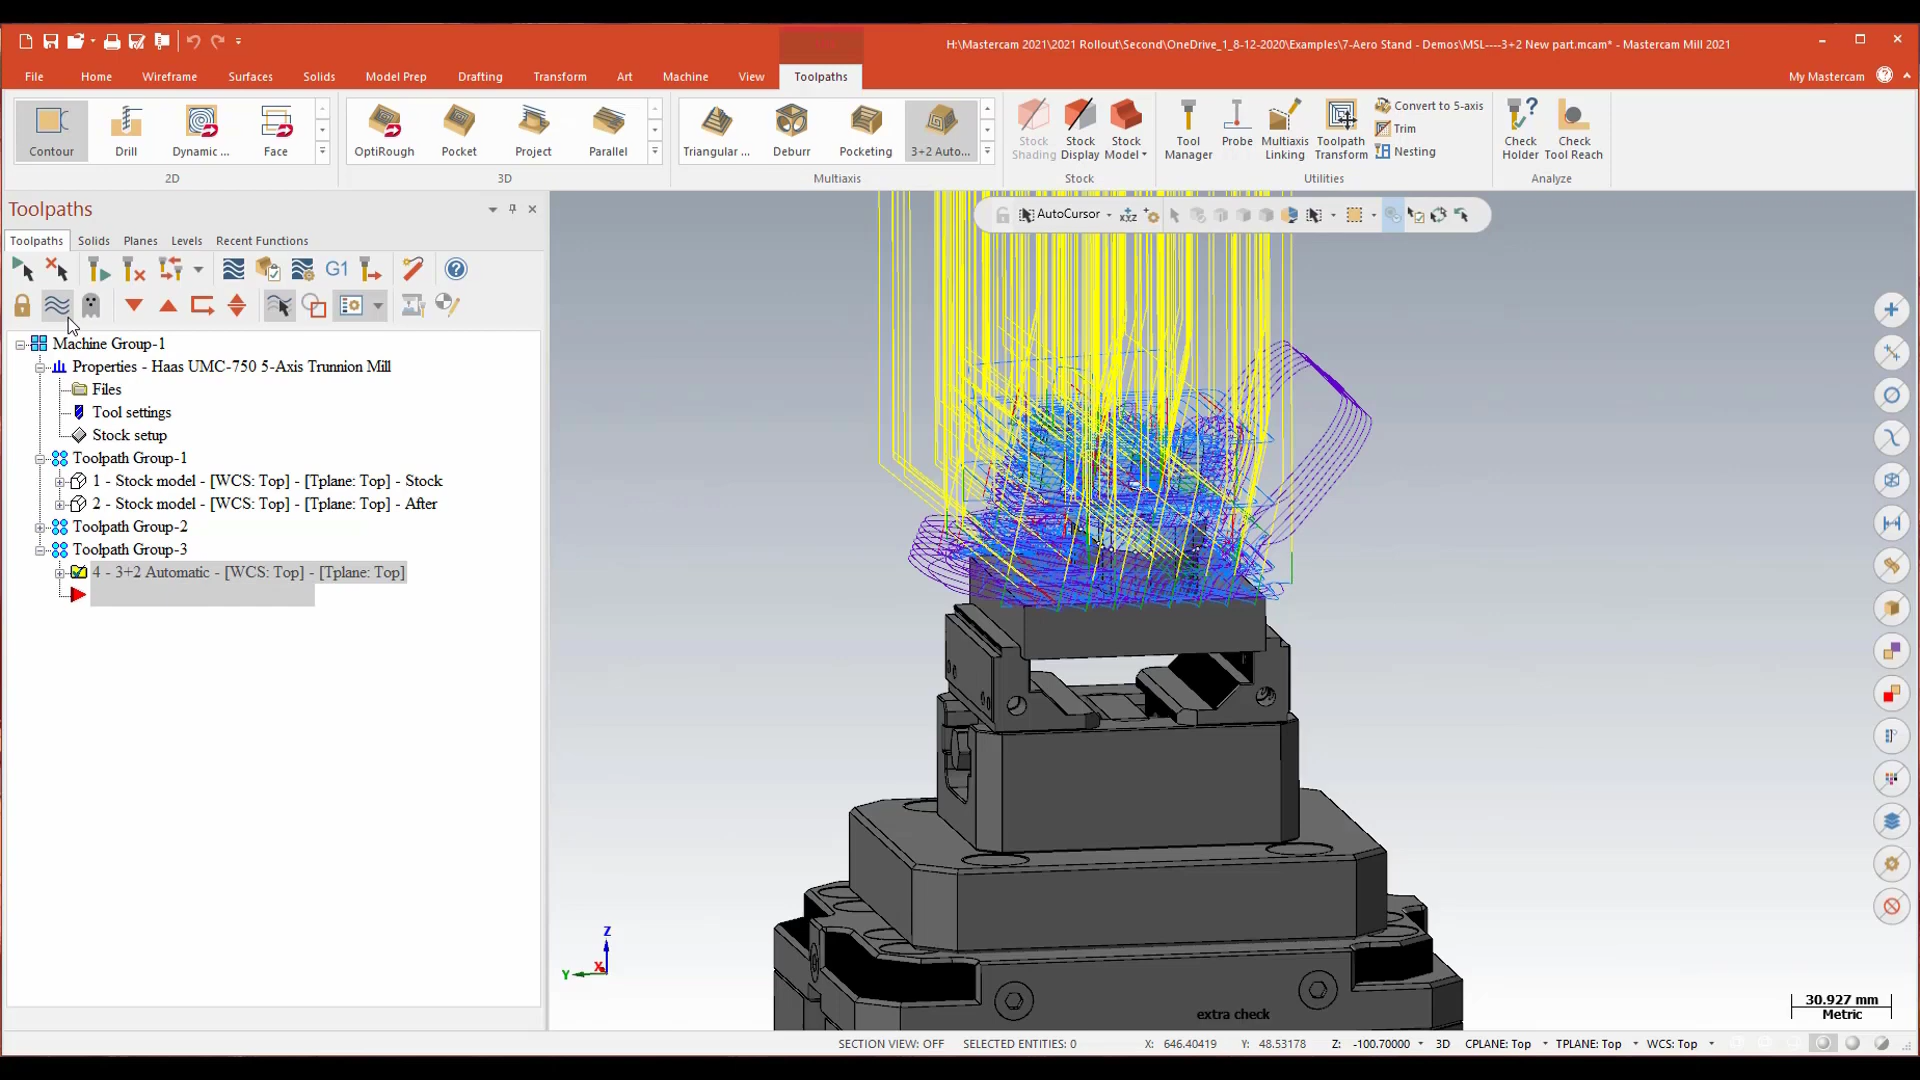 H:\Mastercam 2021\2021 Rollout\Second\OneDrive_1_8-12-2020\Examples\7-Aero Stand - Demos\MSL----3+2 New part.mcam* - Mastercam Mill 2021
File Home Wireframe Surfaces Solids Model Prep Drafting Transform Art Machine View Toolpaths My Mastercam
Contour Drill Dynamic ... Face
2D
OptiRough Pocket Project Parallel
3D
Triangular ... Deburr Pocketing 3+2 Auto...
Multiaxis
Stock Shading
Stock Display
Stock Model
Stock
Tool Manager
Probe
Multiaxis Linking
Toolpath Transform
Convert to 5-axis
Trim
Nesting
Utilities
Check Holder
Check Tool Reach
Analyze
Toolpaths
Toolpaths Solids Planes Levels Recent Functions
G1
AutoCursor
XYZ
Machine Group-1
Properties - Haas UMC-750 5-Axis Trunnion Mill
Files
Tool settings
Stock setup
Toolpath Group-1
1 - Stock model - [WCS: Top] - [Tplane: Top] - Stock
2 - Stock model - [WCS: Top] - [Tplane: Top] - After
Toolpath Group-2
Toolpath Group-3
4 - 3+2 Automatic - [WCS: Top] - [Tplane: Top]
Z
Y
X
extra check
30.927 mm
Metric
SECTION VIEW: OFF SELECTED ENTITIES: 0 X: 646.40419 Y: 48.53178 Z: -100.70000 3D CPLANE: Top TPLANE: Top WCS: Top